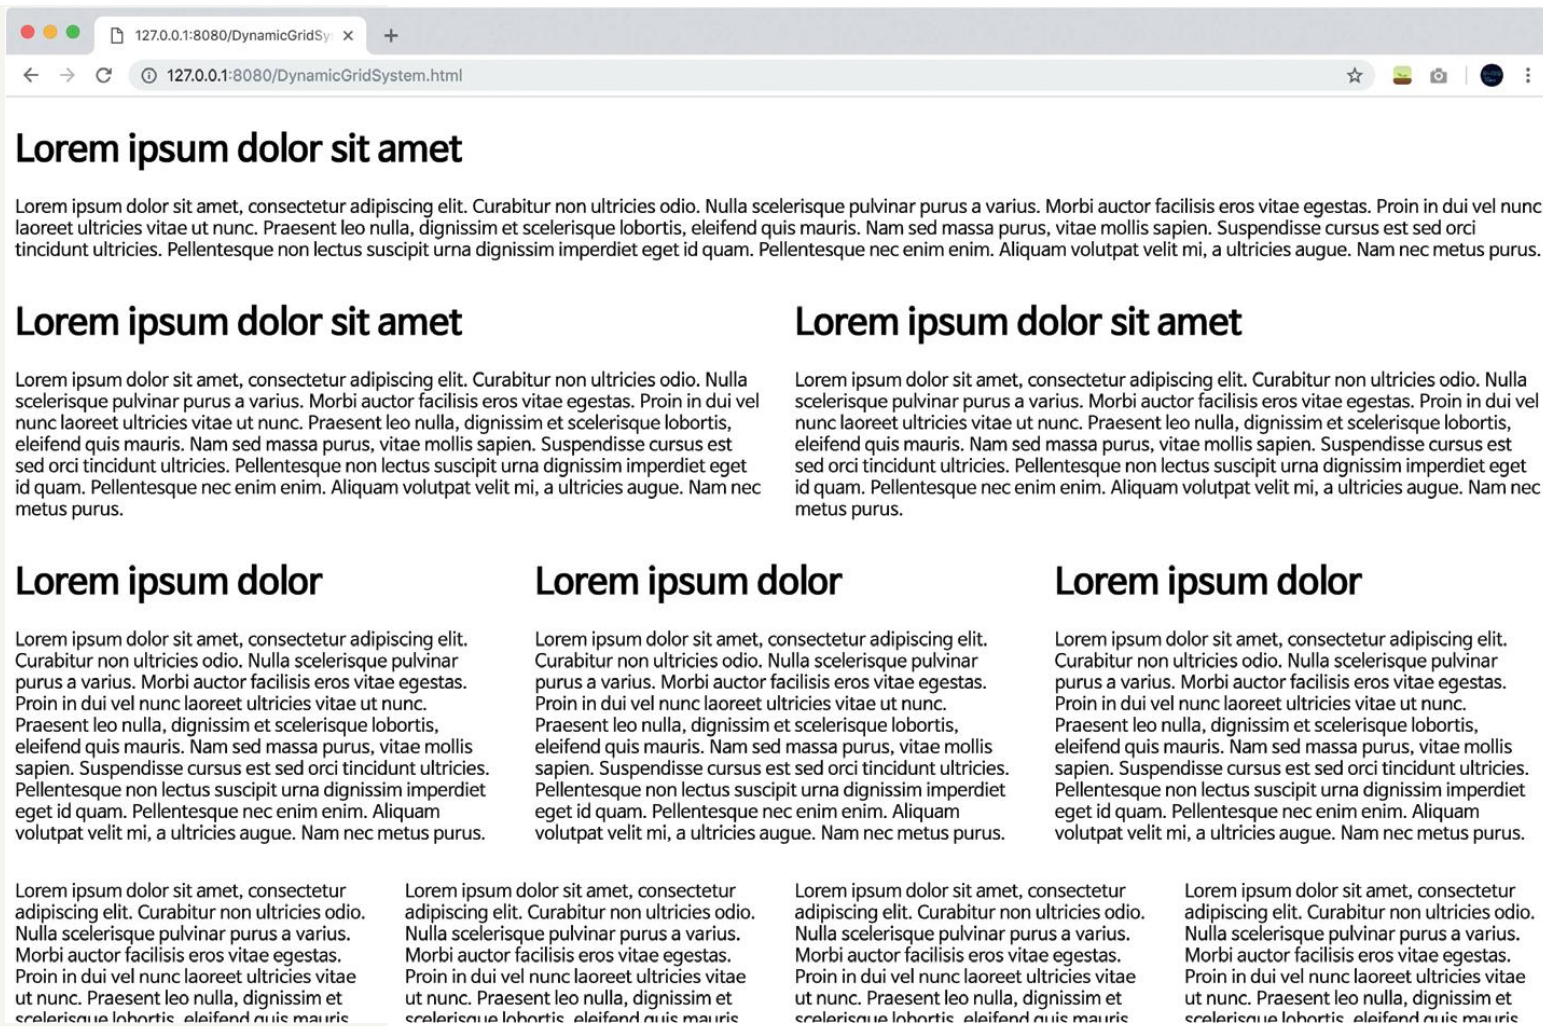 127.0.0.1:8080/DynamicGridSy
127.0.0.1:8080/DynamicGridSystem.html
Lorem ipsum dolor sit amet
Lorem ipsum dolor sit amet, consectetur adipiscing elit. Curabitur non ultricies odio. Nulla scelerisque pulvinar purus a varius. Morbi auctor facilisis eros vitae egestas. Proin in dui vel nunc
laoreet ultricies vitae ut nunc. Praesent leo nulla, dignissim et scelerisque lobortis, eleifend quis mauris. Nam sed massa purus, vitae mollis sapien. Suspendisse cursus est sed orci
tincidunt ultricies. Pellentesque non lectus suscipit urna dignissim imperdiet eget id quam. Pellentesque nec enim enim. Aliquam volutpat velit mi, a ultricies augue. Nam nec metus purus.
Lorem ipsum dolor sit amet
Lorem ipsum dolor sit amet, consectetur adipiscing elit. Curabitur non ultricies odio. Nulla
scelerisque pulvinar purus a varius. Morbi auctor facilisis eros vitae egestas. Proin in dui vel
nunc laoreet ultricies vitae ut nunc. Praesent leo nulla, dignissim et scelerisque lobortis,
eleifend quis mauris. Nam sed massa purus, vitae mollis sapien. Suspendisse cursus est
sed orci tincidunt ultricies. Pellentesque non lectus suscipit urna dignissim imperdiet eget
id quam. Pellentesque nec enim enim. Aliquam volutpat velit mi, a ultricies augue. Nam nec
metus purus.
Lorem ipsum dolor sit amet
Lorem ipsum dolor sit amet, consectetur adipiscing elit. Curabitur non ultricies odio. Nulla
scelerisque pulvinar purus a varius. Morbi auctor facilisis eros vitae egestas. Proin in dui vel
nunc laoreet ultricies vitae ut nunc. Praesent leo nulla, dignissim et scelerisque lobortis,
eleifend quis mauris. Nam sed massa purus, vitae mollis sapien. Suspendisse cursus est
sed orci tincidunt ultricies. Pellentesque non lectus suscipit urna dignissim imperdiet eget
id quam. Pellentesque nec enim enim. Aliquam volutpat velit mi, a ultricies augue. Nam nec
metus purus.
Lorem ipsum dolor
Lorem ipsum dolor sit amet, consectetur adipiscing elit.
Curabitur non ultricies odio. Nulla scelerisque pulvinar
purus a varius. Morbi auctor facilisis eros vitae egestas.
Proin in dui vel nunc laoreet ultricies vitae ut nunc.
Praesent leo nulla, dignissim et scelerisque lobortis,
eleifend quis mauris. Nam sed massa purus, vitae mollis
sapien. Suspendisse cursus est sed orci tincidunt ultricies.
Pellentesque non lectus suscipit urna dignissim imperdiet
eget id quam. Pellentesque nec enim enim. Aliquam
volutpat velit mi, a ultricies augue. Nam nec metus purus.
Lorem ipsum dolor
Lorem ipsum dolor sit amet, consectetur adipiscing elit.
Curabitur non ultricies odio. Nulla scelerisque pulvinar
purus a varius. Morbi auctor facilisis eros vitae egestas.
Proin in dui vel nunc laoreet ultricies vitae ut nunc.
Praesent leo nulla, dignissim et scelerisque lobortis,
eleifend quis mauris. Nam sed massa purus, vitae mollis
sapien. Suspendisse cursus est sed orci tincidunt ultricies.
Pellentesque non lectus suscipit urna dignissim imperdiet
eget id quam. Pellentesque nec enim enim. Aliquam
volutpat velit mi, a ultricies augue. Nam nec metus purus.
Lorem ipsum dolor
Lorem ipsum dolor sit amet, consectetur adipiscing elit.
Curabitur non ultricies odio. Nulla scelerisque pulvinar
purus a varius. Morbi auctor facilisis eros vitae egestas.
Proin in dui vel nunc laoreet ultricies vitae ut nunc.
Praesent leo nulla, dignissim et scelerisque lobortis,
eleifend quis mauris. Nam sed massa purus, vitae mollis
sapien. Suspendisse cursus est sed orci tincidunt ultricies.
Pellentesque non lectus suscipit urna dignissim imperdiet
eget id quam. Pellentesque nec enim enim. Aliquam
volutpat velit mi, a ultricies augue. Nam nec metus purus.
Lorem ipsum dolor sit amet, consectetur
adipiscing elit. Curabitur non ultricies odio.
Nulla scelerisque pulvinar purus a varius.
Morbi auctor facilisis eros vitae egestas.
Proin in dui vel nunc laoreet ultricies vitae
ut nunc. Praesent leo nulla, dignissim et
scelerisque lobortis, eleifend quis mauris
Lorem ipsum dolor sit amet, consectetur
adipiscing elit. Curabitur non ultricies odio.
Nulla scelerisque pulvinar purus a varius.
Morbi auctor facilisis eros vitae egestas.
Proin in dui vel nunc laoreet ultricies vitae
ut nunc. Praesent leo nulla, dignissim et
scelerisque lobortis, eleifend quis mauris
Lorem ipsum dolor sit amet, consectetur
adipiscing elit. Curabitur non ultricies odio.
Nulla scelerisque pulvinar purus a varius.
Morbi auctor facilisis eros vitae egestas.
Proin in dui vel nunc laoreet ultricies vitae
ut nunc. Praesent leo nulla, dignissim et
scelerisque lobortis, eleifend quis mauris
Lorem ipsum dolor sit amet, consectetur
adipiscing elit. Curabitur non ultricies odio.
Nulla scelerisque pulvinar purus a varius.
Morbi auctor facilisis eros vitae egestas.
Proin in dui vel nunc laoreet ultricies vitae
ut nunc. Praesent leo nulla, dignissim et
scelerisque lobortis, eleifend quis mauris